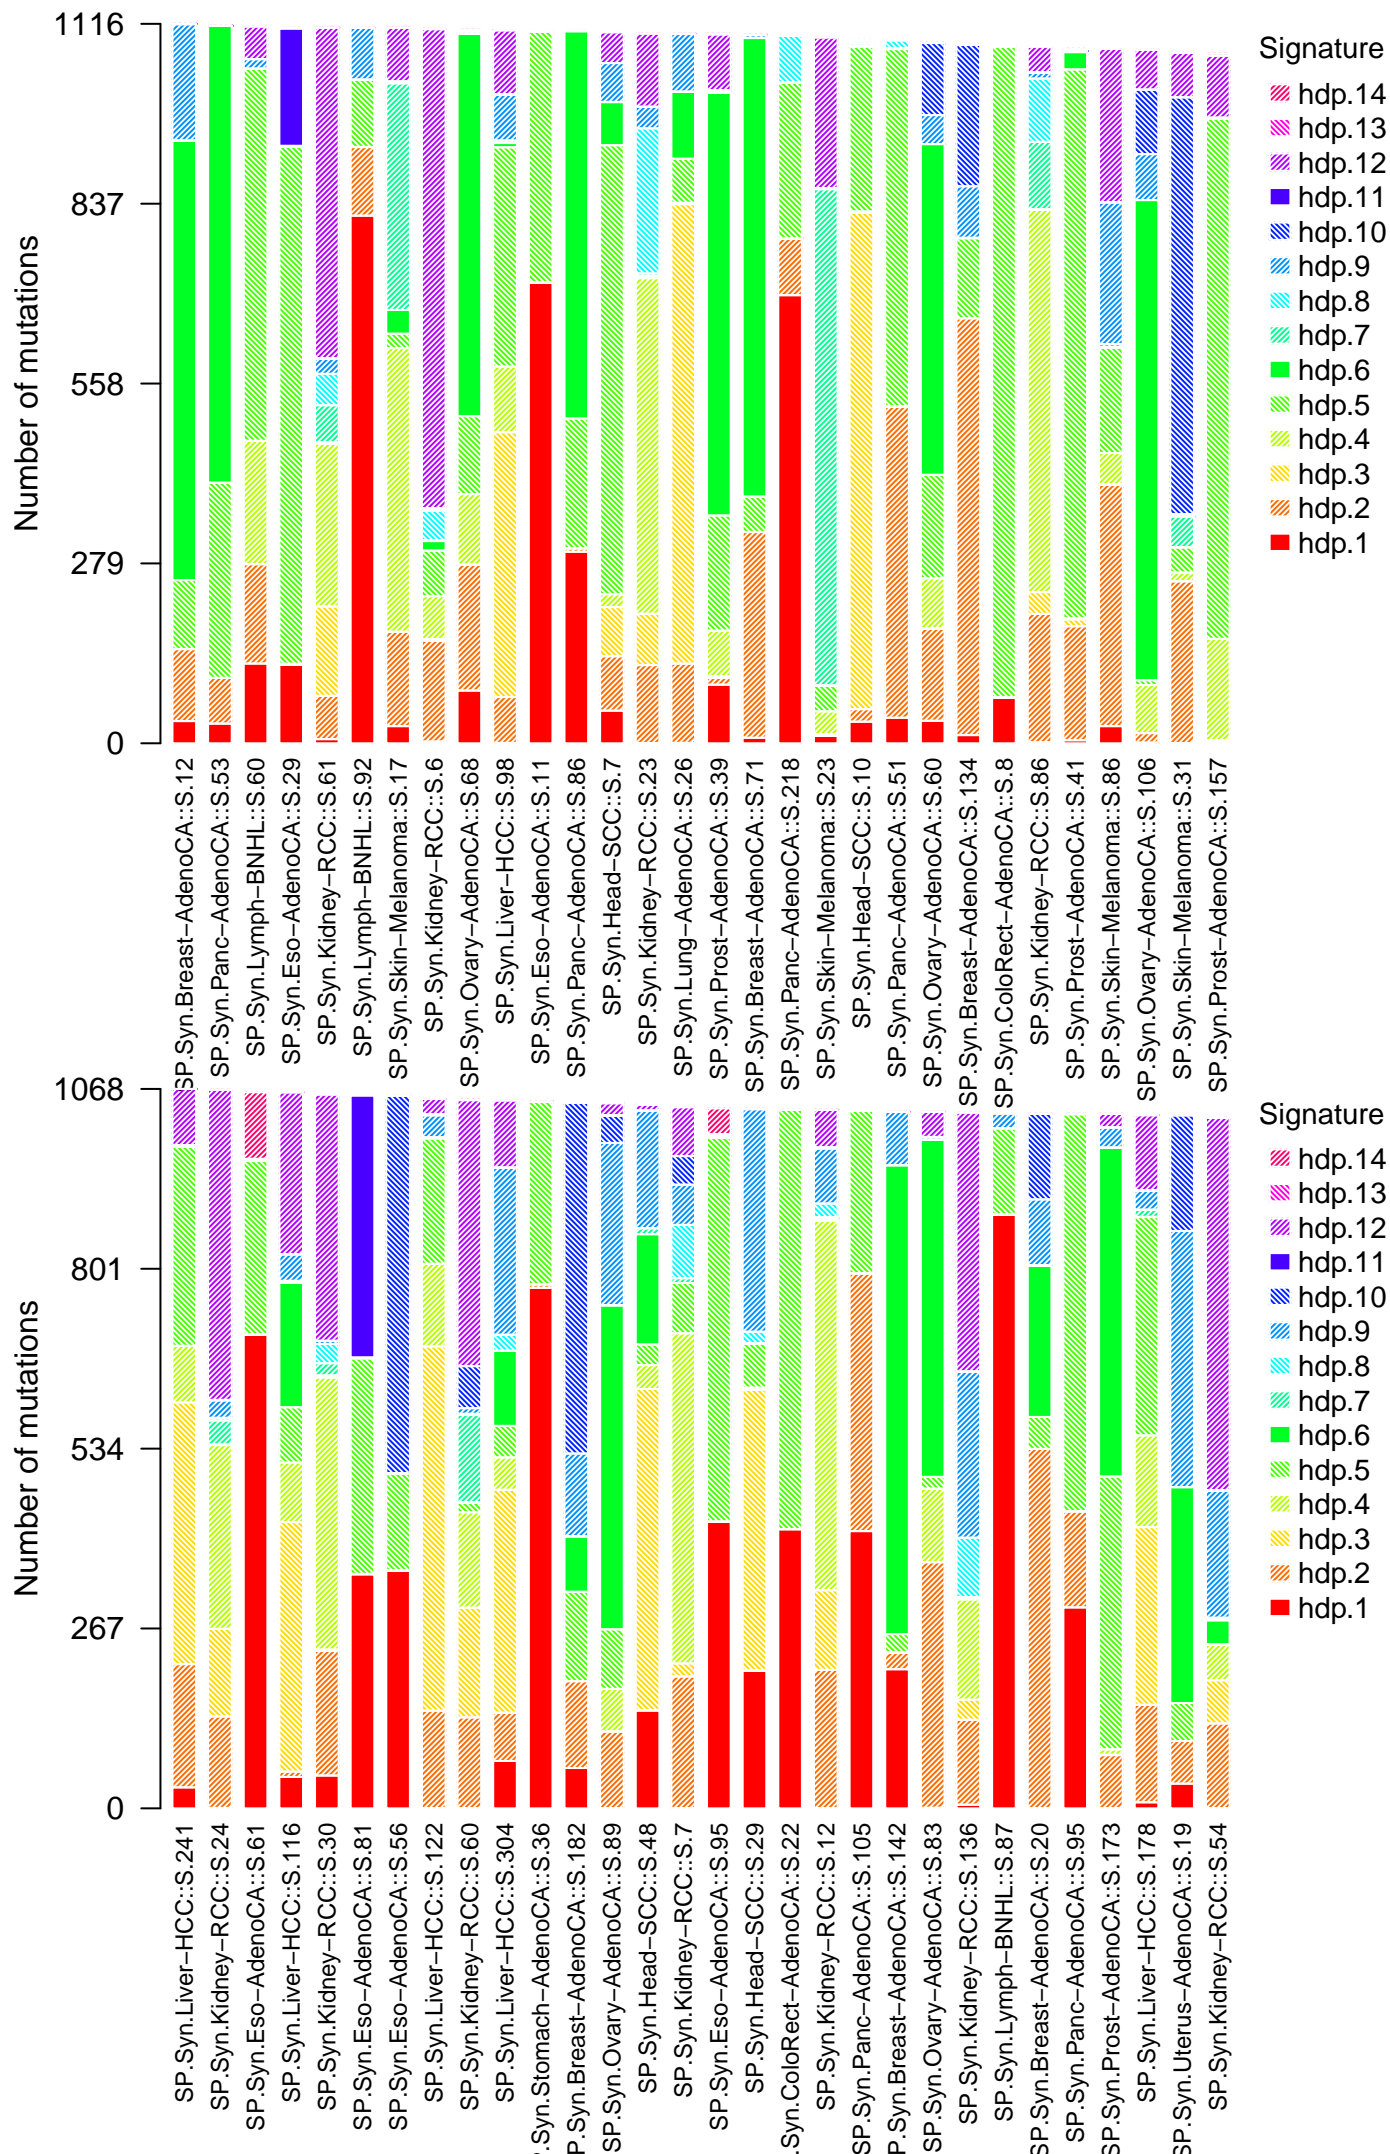 Number of mutations
1116
837
558
279
0
Signature
hdp.14
hdp.13
hdp.12
hdp.11
hdp.10
hdp.9
hdp.8
hdp.7
hdp.6
hdp.5
hdp.4
hdp.3
hdp.2
hdp.1
SP.Syn.Breast−AdenoCA::S.12
SP.Syn.Panc−AdenoCA::S.53
SP.Syn.Lymph−BNHL::S.60
SP.Syn.Eso−AdenoCA::S.29
SP.Syn.Kidney−RCC::S.61
SP.Syn.Lymph−BNHL::S.92
SP.Syn.Skin−Melanoma::S.17
SP.Syn.Kidney−RCC::S.6
SP.Syn.Ovary−AdenoCA::S.68
SP.Syn.Liver−HCC::S.98
SP.Syn.Eso−AdenoCA::S.11
SP.Syn.Panc−AdenoCA::S.86
SP.Syn.Head−SCC::S.7
SP.Syn.Kidney−RCC::S.23
SP.Syn.Lung−AdenoCA::S.26
SP.Syn.Prost−AdenoCA::S.39
SP.Syn.Breast−AdenoCA::S.71
SP.Syn.Panc−AdenoCA::S.218
SP.Syn.Skin−Melanoma::S.23
SP.Syn.Head−SCC::S.10
SP.Syn.Panc−AdenoCA::S.51
SP.Syn.Ovary−AdenoCA::S.60
SP.Syn.Breast−AdenoCA::S.134
SP.Syn.ColoRect−AdenoCA::S.8
SP.Syn.Kidney−RCC::S.86
SP.Syn.Prost−AdenoCA::S.41
SP.Syn.Skin−Melanoma::S.86
SP.Syn.Ovary−AdenoCA::S.106
SP.Syn.Skin−Melanoma::S.31
SP.Syn.Prost−AdenoCA::S.157
Number of mutations
1068
801
534
267
0
Signature
hdp.14
hdp.13
hdp.12
hdp.11
hdp.10
hdp.9
hdp.8
hdp.7
hdp.6
hdp.5
hdp.4
hdp.3
hdp.2
hdp.1
SP.Syn.Liver−HCC::S.241
SP.Syn.Kidney−RCC::S.24
SP.Syn.Eso−AdenoCA::S.61
SP.Syn.Liver−HCC::S.116
SP.Syn.Kidney−RCC::S.30
SP.Syn.Eso−AdenoCA::S.81
SP.Syn.Eso−AdenoCA::S.56
SP.Syn.Liver−HCC::S.122
SP.Syn.Kidney−RCC::S.60
SP.Syn.Liver−HCC::S.304
P.Syn.Stomach−AdenoCA::S.36
P.Syn.Breast−AdenoCA::S.182
SP.Syn.Ovary−AdenoCA::S.89
SP.Syn.Head−SCC::S.48
SP.Syn.Kidney−RCC::S.7
SP.Syn.Eso−AdenoCA::S.95
SP.Syn.Head−SCC::S.29
.Syn.ColoRect−AdenoCA::S.22
SP.Syn.Kidney−RCC::S.12
SP.Syn.Panc−AdenoCA::S.105
SP.Syn.Breast−AdenoCA::S.142
SP.Syn.Ovary−AdenoCA::S.83
SP.Syn.Kidney−RCC::S.136
SP.Syn.Lymph−BNHL::S.87
SP.Syn.Breast−AdenoCA::S.20
SP.Syn.Panc−AdenoCA::S.95
SP.Syn.Prost−AdenoCA::S.173
SP.Syn.Liver−HCC::S.178
SP.Syn.Uterus−AdenoCA::S.119
SP.Syn.Kidney−RCC::S.54